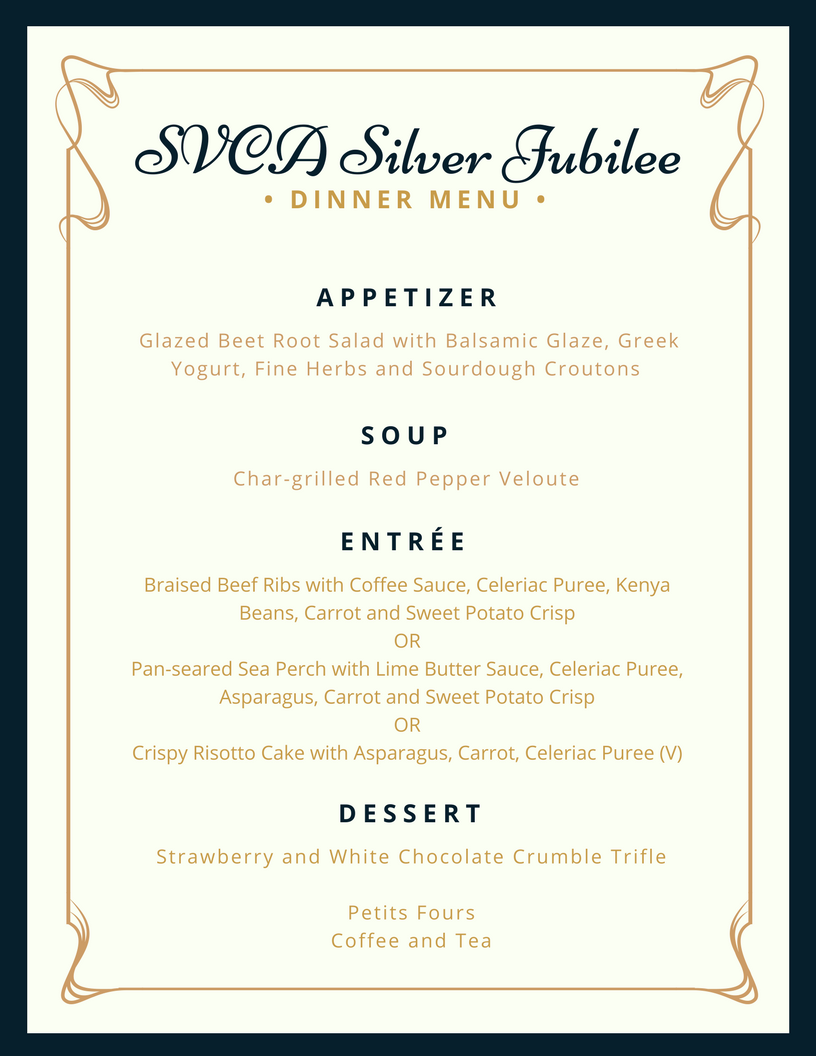 SVCA Silver Jubilee
• DINNER MENU •
APPETIZER
Glazed Beet Root Salad with Balsamic Glaze, Greek
Yogurt, Fine Herbs and Sourdough Croutons
SOUP
Char-grilled Red Pepper Veloute
ENTRÉE
Braised Beef Ribs with Coffee Sauce, Celeriac Puree, Kenya
Beans, Carrot and Sweet Potato Crisp
OR
Pan-seared Sea Perch with Lime Butter Sauce, Celeriac Puree,
Asparagus, Carrot and Sweet Potato Crisp
OR
Crispy Risotto Cake with Asparagus, Carrot, Celeriac Puree (V)
DESSERT
Strawberry and White Chocolate Crumble Trifle
Petits Fours
Coffee and Tea